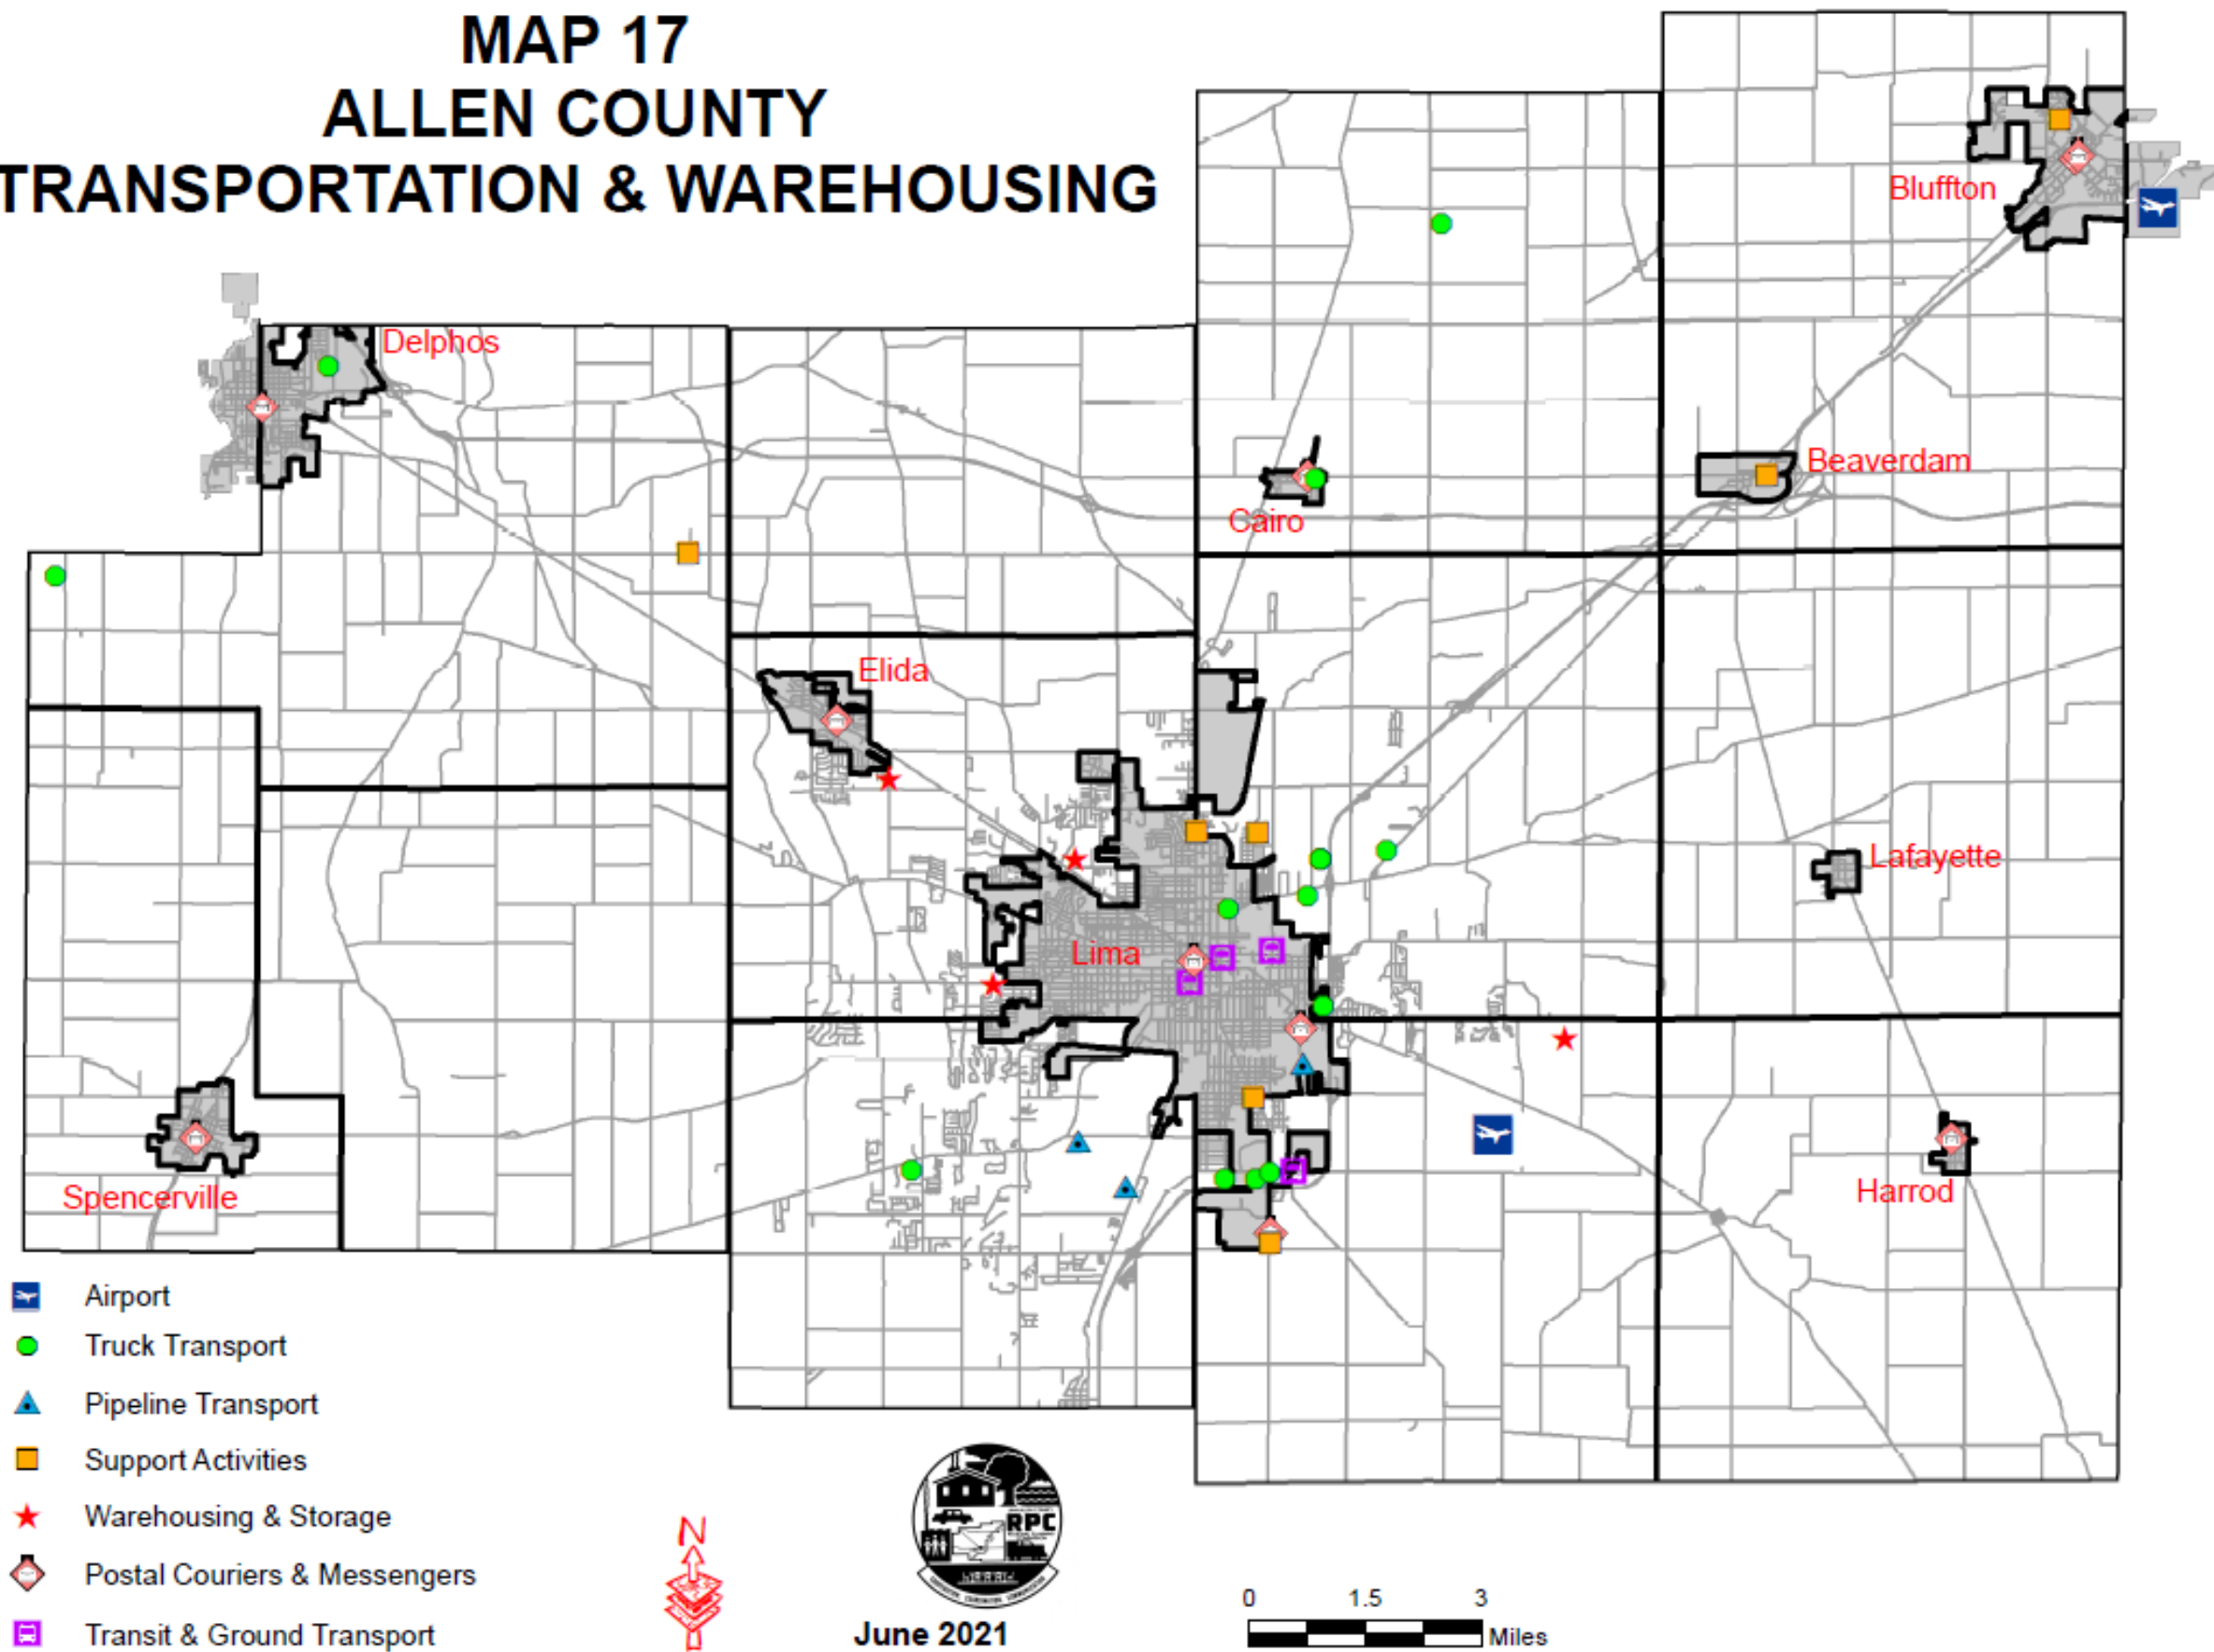 MAP 17
ALLEN COUNTY
TRANSPORTATION & WAREHOUSING
Bluffton
Delphos
Beaverdam
Cairo
Elida
Lafayette
Lima
Spencerville
Harrod
Airport
Truck Transport
Pipeline Transport
Support Activities
Warehousing & Storage
Postal Couriers & Messengers
Transit & Ground Transport
N
RPC
June 2021
0 1.5 3
Miles